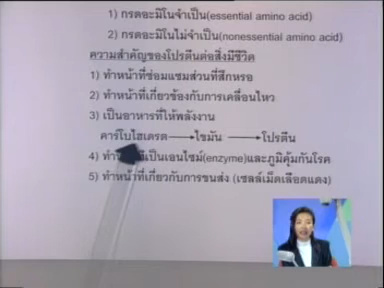 1) กรดอะมิโนจำเป็น(essential amino acid)
2) กรดอะมิโนไม่จำเป็น(nonessential amino acid)
ความสำคัญของโปรตีนต่อสิ่งมีชีวิต
1) ทำหน้าที่ซ่อมแซมส่วนที่สึกหรอ
2) ทำหน้าที่เกี่ยวข้องกับการเคลื่อนไหว
3) เป็นอาหารที่ให้พลังงาน
คาร์โบไฮเดรต → ไขมัน → โปรตีน
4) ทำหน้าที่เป็นเอนไซม์(enzyme)และภูมิคุ้มกันโรค
5) ทำหน้าที่เกี่ยวกับการขนส่ง (เซลล์เม็ดเลือดแดง)